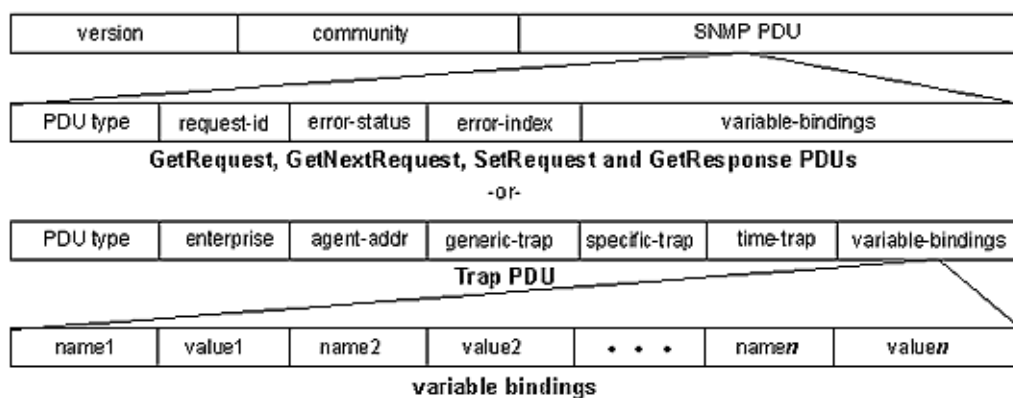 version community SNMP PDU
PDU type request-id error-status error-index variable-bindings
GetRequest, GetNextRequest, SetRequest and GetResponse PDUs
-or-
PDU type enterprise agent-addr generic-trap specific-trap time-trap variable-bindings
Trap PDU
name1 value1 name2 value2 • • • namen valuen
variable bindings